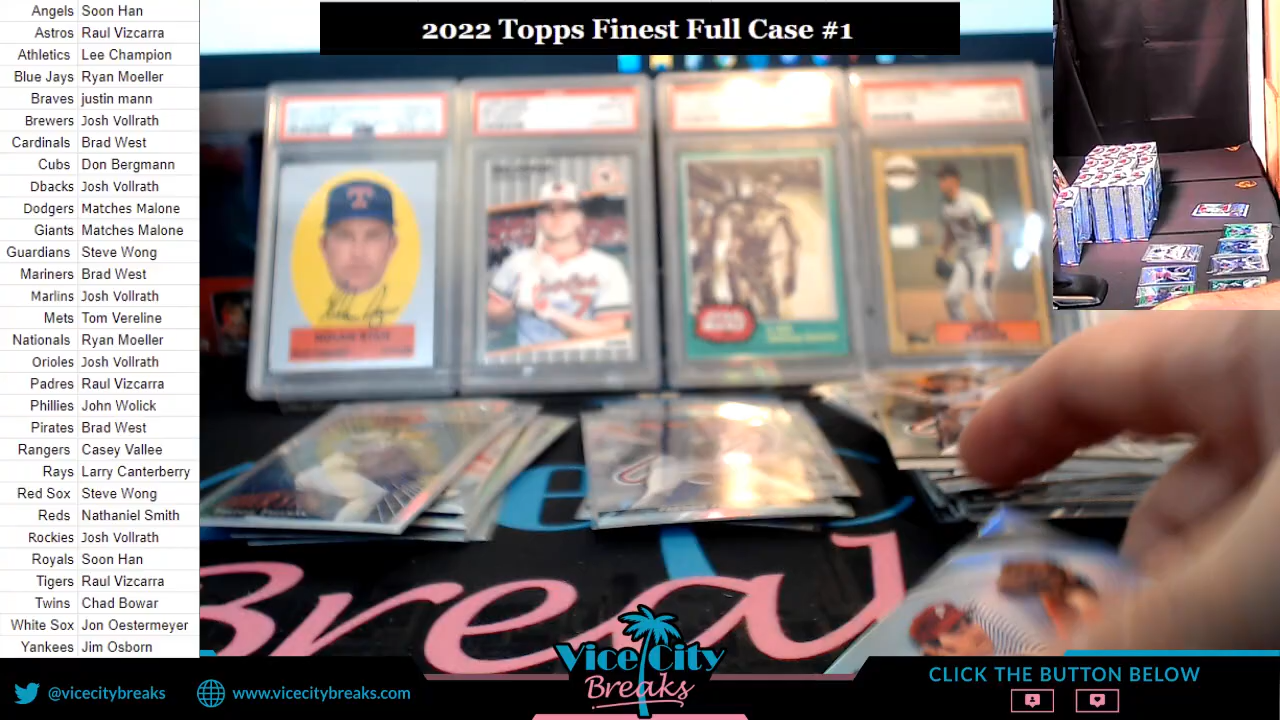 2022 Topps Finest Full Case #1
Angels Soon Han
Astros Raul Vizcarra
Athletics Lee Champion
Blue Jays Ryan Moeller
Braves justin mann
Brewers Josh Vollrath
Cardinals Brad West
Cubs Don Bergmann
Dbacks Josh Vollrath
Dodgers Matches Malone
Giants Matches Malone
Guardians Steve Wong
Mariners Brad West
Marlins Josh Vollrath
Mets Tom Vereline
Nationals Ryan Moeller
Orioles Josh Vollrath
Padres Raul Vizcarra
Phillies John Wolick
Pirates Brad West
Rangers Casey Vallee
Rays Larry Canterberry
Red Sox Steve Wong
Reds Nathaniel Smith
Rockies Josh Vollrath
Royals Soon Han
Tigers Raul Vizcarra
Twins Chad Bowar
White Sox Jon Oestermeyer
Yankees Jim Osborn
Break
@vicecitybreaks
www.vicecitybreaks.com
Vice City
Breaks
CLICK THE BUTTON BELOW